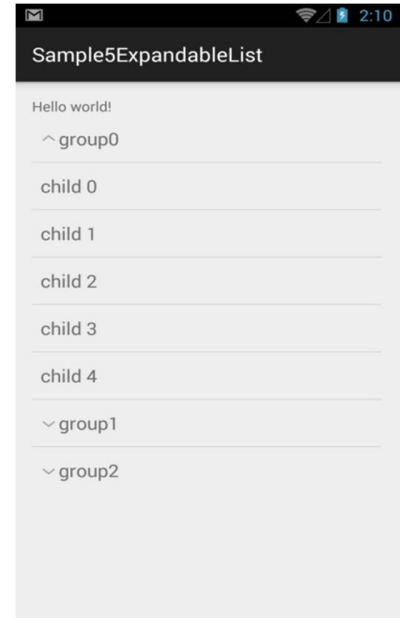 2:10
Sample5ExpandableList
Hello world!
group0
child 0
child 1
child 2
child 3
child 4
group1
group2